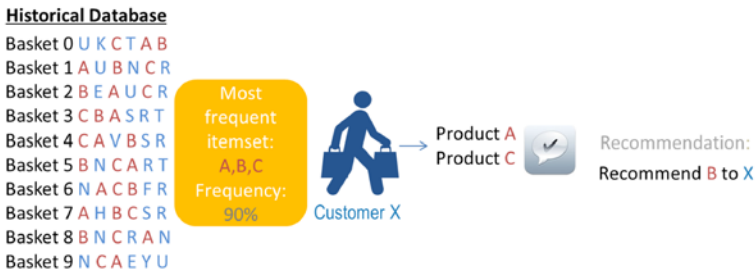 Historical Database
Basket 0 U K C T A B
Basket 1 A U B N C R
Basket 2 B E A U C R
Basket 3 C B A S R T
Basket 4 C A V B S R
Basket 5 B N C A R T
Basket 6 N A C B F R
Basket 7 A H B C S R
Basket 8 B N C R A N
Basket 9 N C A E Y U
Most
frequent
itemset:
A,B,C
Frequency:
90%
Customer X
Product A
Product C
Recommendation:
Recommend B to X